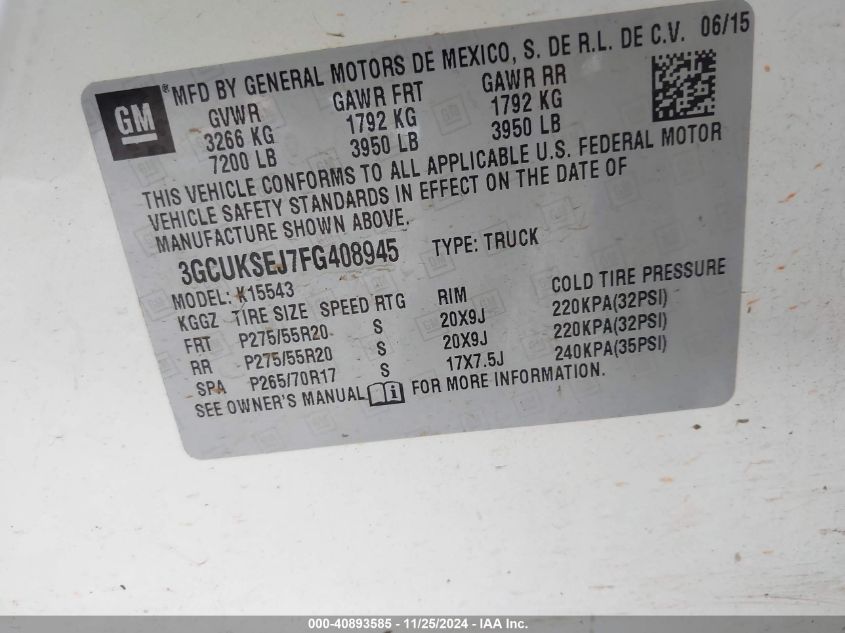 GM ® MFD BY GENERAL MOTORS DE MEXICO, S. DE R.L. DE C.V. 06/15
GVWR GAWR FRT GAWR RR
3266 KG 1792 KG 1792 KG
7200 LB 3950 LB 3950 LB
THIS VEHICLE CONFORMS TO ALL APPLICABLE U.S. FEDERAL MOTOR
VEHICLE SAFETY STANDARDS IN EFFECT ON THE DATE OF
MANUFACTURE SHOWN ABOVE.
3GCUKSEJ7FG408945 TYPE: TRUCK
MODEL: K15543
KGGZ TIRE SIZE SPEED RTG RIM COLD TIRE PRESSURE
FRT P275/55R20 S 20X9J 220KPA(32PSI)
RR P275/55R20 S 20X9J 220KPA(32PSI)
SPA P265/70R17 S 17X7.5J 240KPA(35PSI)
SEE OWNER'S MANUAL i FOR MORE INFORMATION.
000-40893585 - 11/25/2024 - IAA Inc.